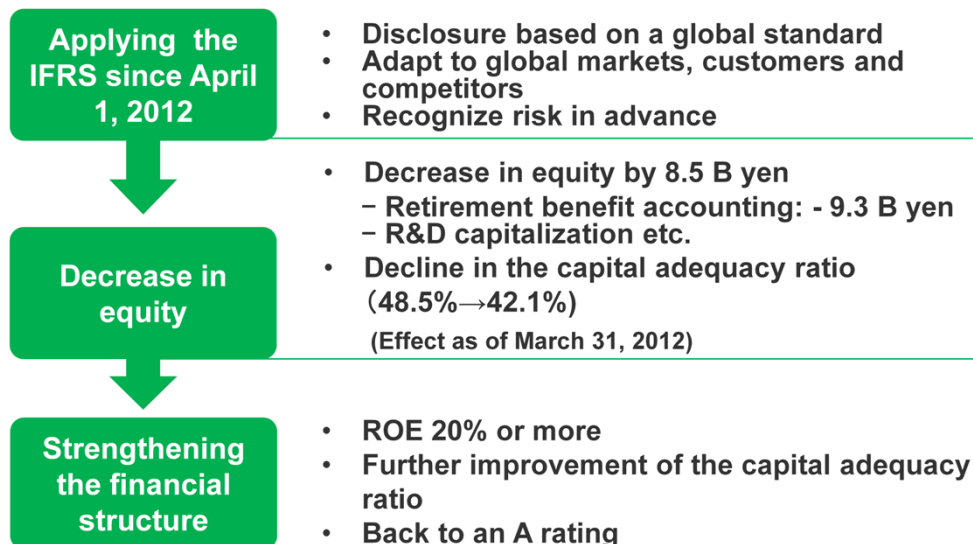 Applying the
IFRS since April
1, 2012
• Disclosure based on a global standard
• Adapt to global markets, customers and
competitors
• Recognize risk in advance
Decrease in
equity
• Decrease in equity by 8.5 B yen
− Retirement benefit accounting: - 9.3 B yen
− R&D capitalization etc.
• Decline in the capital adequacy ratio
(48.5%→42.1%)
(Effect as of March 31, 2012)
Strengthening
the financial
structure
• ROE 20% or more
• Further improvement of the capital adequacy
ratio
• Back to an A rating